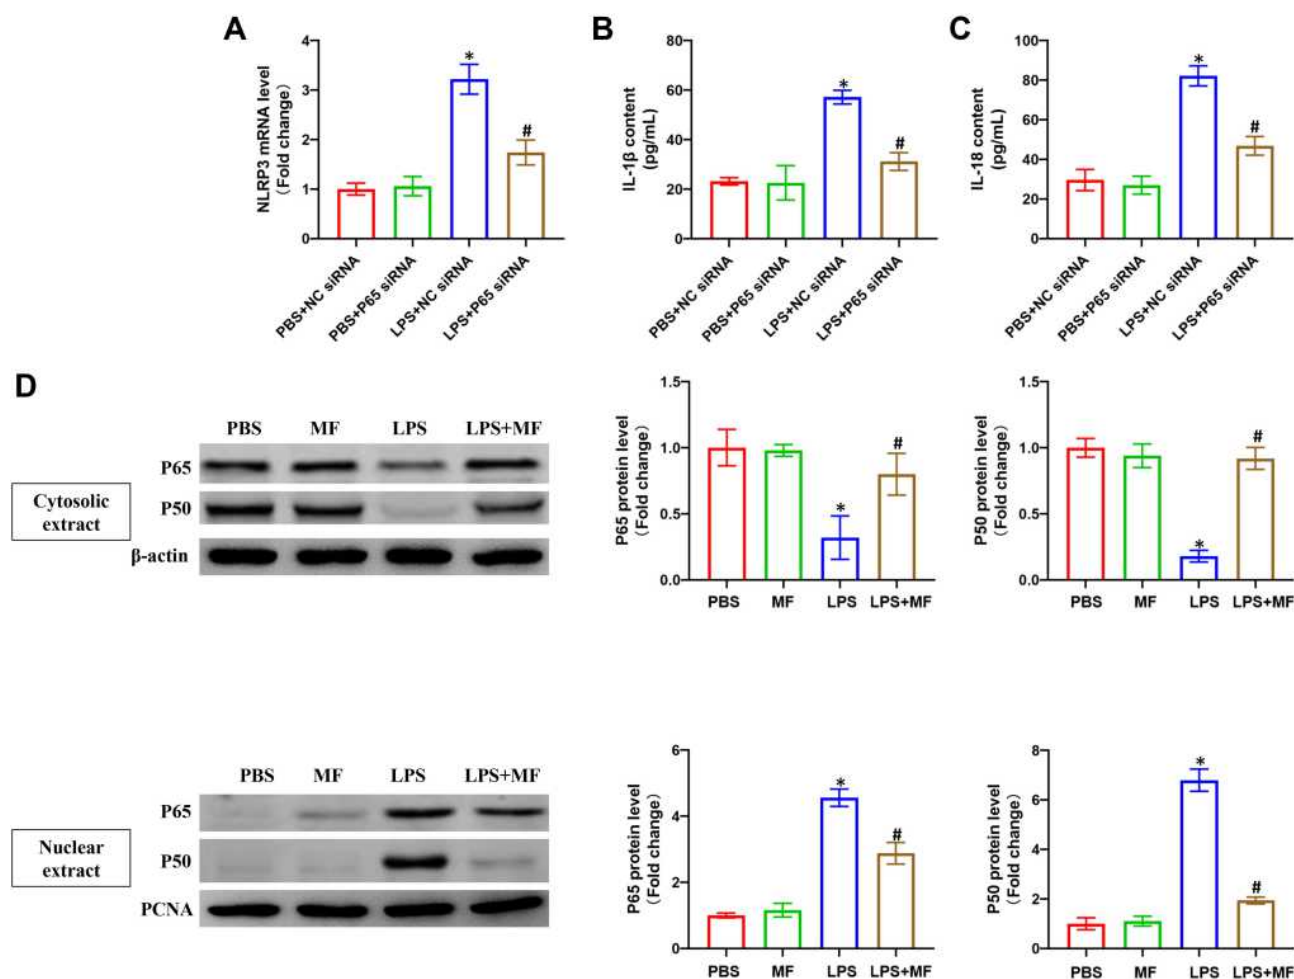 A
NLRP3 mRNA level
(Fold change)
4
3
2
1
0
*
#
PBS+NC siRNA
PBS+P65 siRNA
LPS+NC siRNA
LPS+P65 siRNA
B
IL-1β content
(pg/mL)
80
60
40
20
0
*
#
PBS+NC siRNA
PBS+P65 siRNA
LPS+NC siRNA
LPS+P65 siRNA
C
IL-18 content
(pg/mL)
100
80
60
40
20
0
*
#
PBS+NC siRNA
PBS+P65 siRNA
LPS+NC siRNA
LPS+P65 siRNA
D
PBS MF LPS LPS+MF
Cytosolic
extract
P65
P50
β-actin
P65 protein level
(Fold change)
1.5
1.0
0.5
0.0
*
#
PBS MF LPS LPS+MF
P50 protein level
(Fold change)
1.5
1.0
0.5
0.0
*
#
PBS MF LPS LPS+MF
PBS MF LPS LPS+MF
Nuclear
extract
P65
P50
PCNA
P65 protein level
(Fold change)
6
4
2
0
*
#
PBS MF LPS LPS+MF
P50 protein level
(Fold change)
8
6
4
2
0
*
#
PBS MF LPS LPS+MF